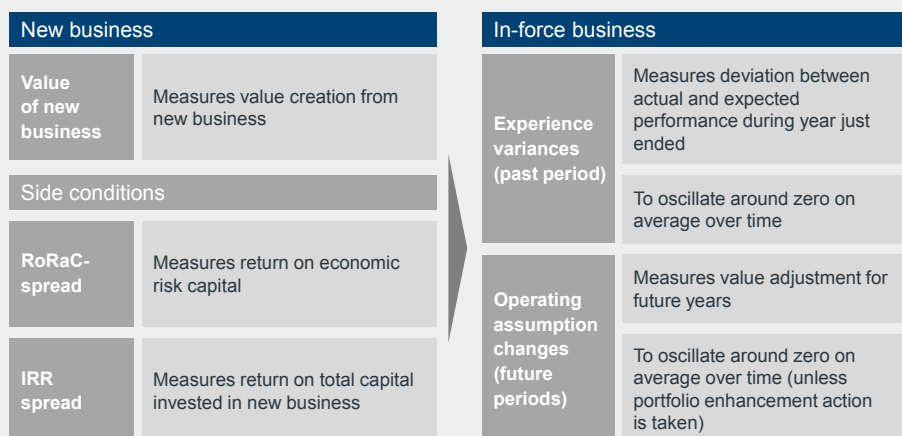 New business
Value
of new
business
Measures value creation from
new business
Side conditions
RoRaC-
spread
Measures return on economic
risk capital
IRR
spread
Measures return on total capital
invested in new business
In-force business
Experience
variances
(past period)
Measures deviation between
actual and expected
performance during year just
ended
To oscillate around zero on
average over time
Operating
assumption
changes
(future
periods)
Measures value adjustment for
future years
To oscillate around zero on
average over time (unless
portfolio enhancement action
is taken)